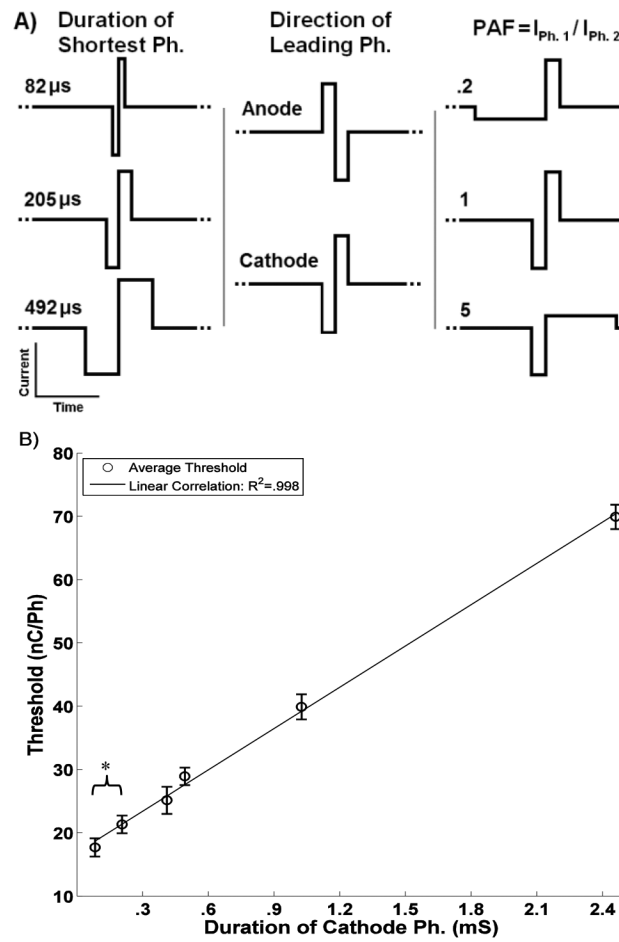 A)
Duration of
Shortest Ph.
82µs
205µs
492µs
Current
Time
Direction of
Leading Ph.
Anode
Cathode
PAF=I Ph. 1 / I Ph. 2
.2
1
5
B)
Average Threshold
Linear Correlation: R²=.998
Threshold (nC/Ph)
80
70
60
50
40
30
20
10
*
.3 .6 .9 1.2 1.5 1.8 2.1 2.4
Duration of Cathode Ph. (mS)